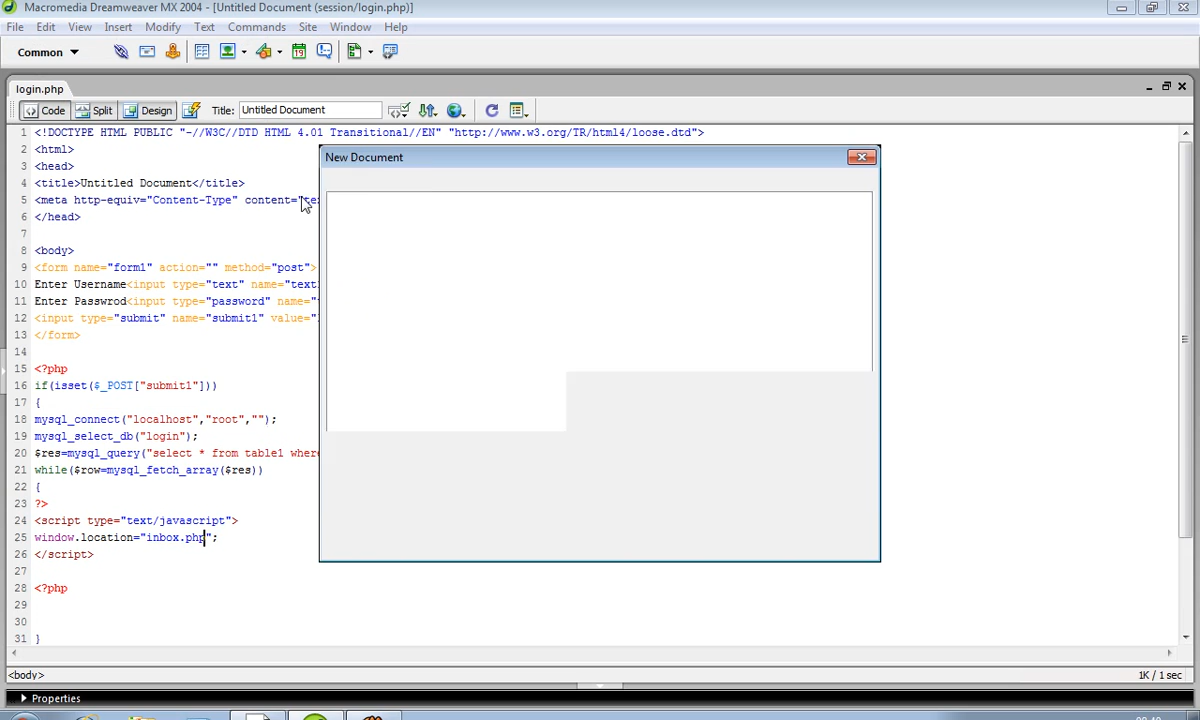 Macromedia Dreamweaver MX 2004 - [Untitled Document (session/login.php)]
File Edit View Insert Modify Text Commands Site Window Help
Common
login.php
Code Split Design Title: Untitled Document
1 <!DOCTYPE HTML PUBLIC "-//W3C//DTD HTML 4.01 Transitional//EN" "http://www.w3.org/TR/html4/loose.dtd">
2 <html>
New Document
3 <head>
4 <title>Untitled Document</title>
5 <meta http-equiv="Content-Type" content="tex
6 </head>
7
8 <body>
9 <form name="form1" action="" method="post">
10 Enter Username<input type="text" name="text
11 Enter Passwrod<input type="password" name="
12 <input type="submit" name="submit1" value="
13 </form>
14
15 <?php
16 if(isset($_POST["submit1"]))
17 {
18 mysql_connect("localhost","root","");
19 mysql_select_db("login");
20 $res=mysql_query("select * from table1 where
21 while($row=mysql_fetch_array($res))
22 {
23 ?>
24 <script type="text/javascript">
25 window.location="inbox.php";
26 </script>
27
28 <?php
29
30
31 }
<body> 1K / 1 sec
Properties